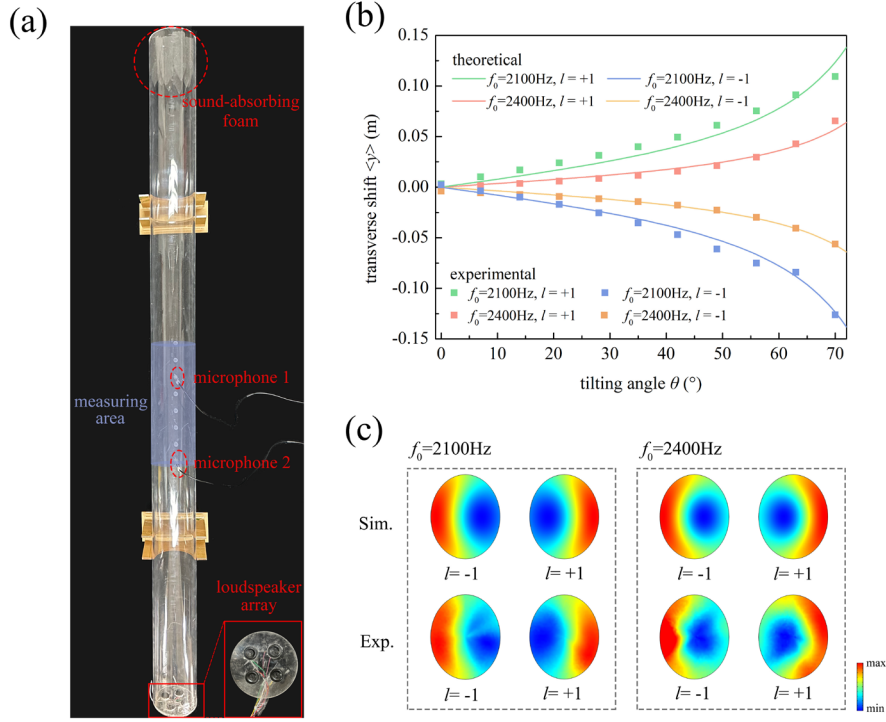 (a)
sound-absorbing
foam
microphone 1
measuring
area
microphone 2
loudspeaker
array
(b)
transverse shift <y> (m)
0.15
0.10
0.05
0.00
-0.05
-0.10
-0.15
theoretical
f₀=2100Hz, l = +1
f₀=2100Hz, l = -1
f₀=2400Hz, l = +1
f₀=2400Hz, l = -1
experimental
f₀=2100Hz, l = +1
f₀=2100Hz, l = -1
f₀=2400Hz, l = +1
f₀=2400Hz, l = -1
0 10 20 30 40 50 60 70
tilting angle θ (°)
(c)
f₀=2100Hz
f₀=2400Hz
Sim.
l= -1
l= +1
l= -1
l= +1
Exp.
l= -1
l= +1
l= -1
l= +1
max
min